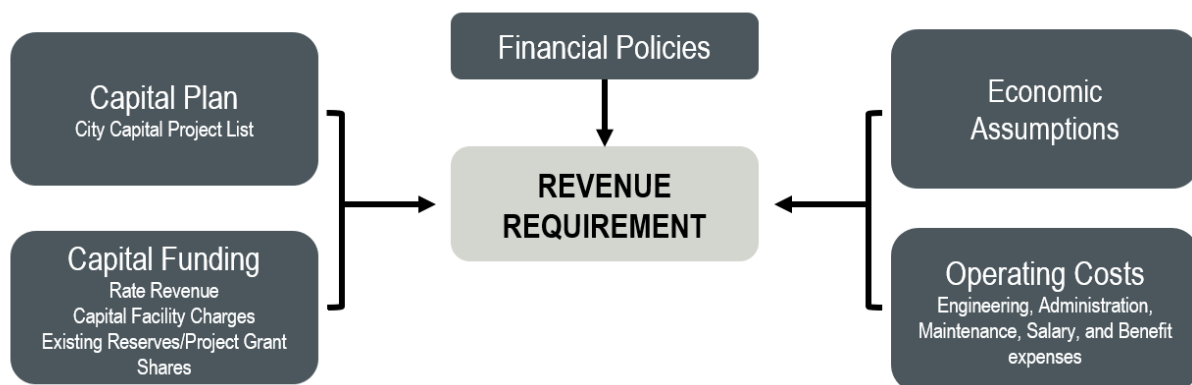 Financial Policies
Capital Plan
City Capital Project List
Economic
Assumptions
REVENUE
REQUIREMENT
Capital Funding
Rate Revenue
Capital Facility Charges
Existing Reserves/Project Grant
Shares
Operating Costs
Engineering, Administration,
Maintenance, Salary, and Benefit
expenses